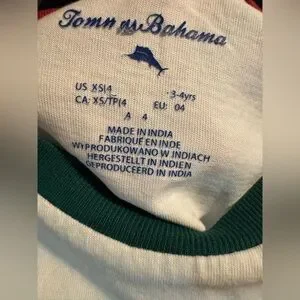 Tommy Bahama
US XS|4 -3-4yrs
CA: XS/TP|4 EU: 04
A 4
MADE IN INDIA
FABRIQUÉ EN INDE
WYPRODUKOWANO W INDIACH
HERGESTELLT IN INDIEN
GEPRODUCEERD IN INDIA